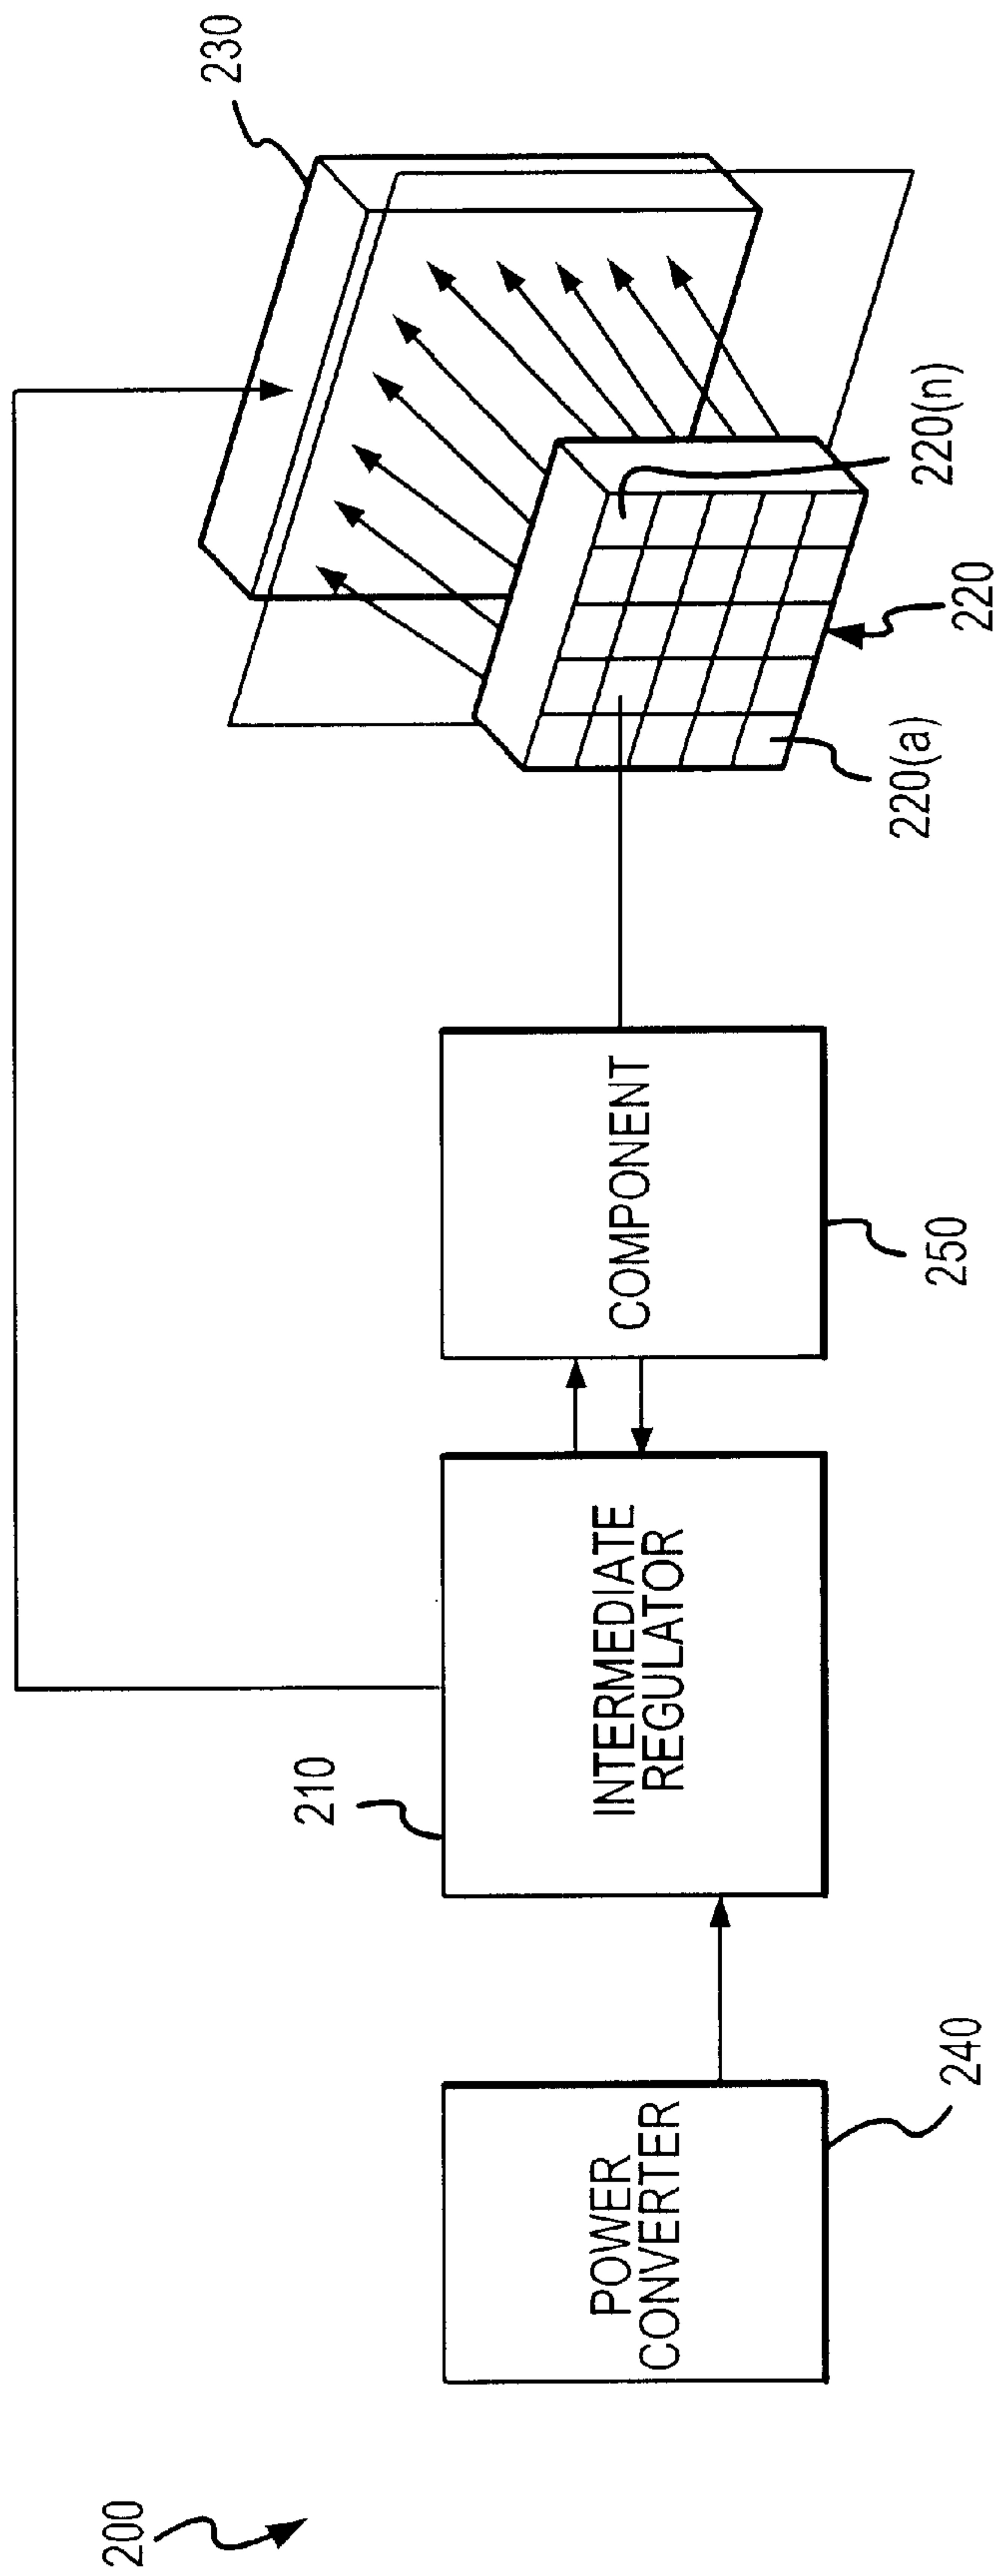 200
POWER
CONVERTER
240
210
INTERMEDIATE
REGULATOR
COMPONENT
250
230
220(a)
220
220(n)